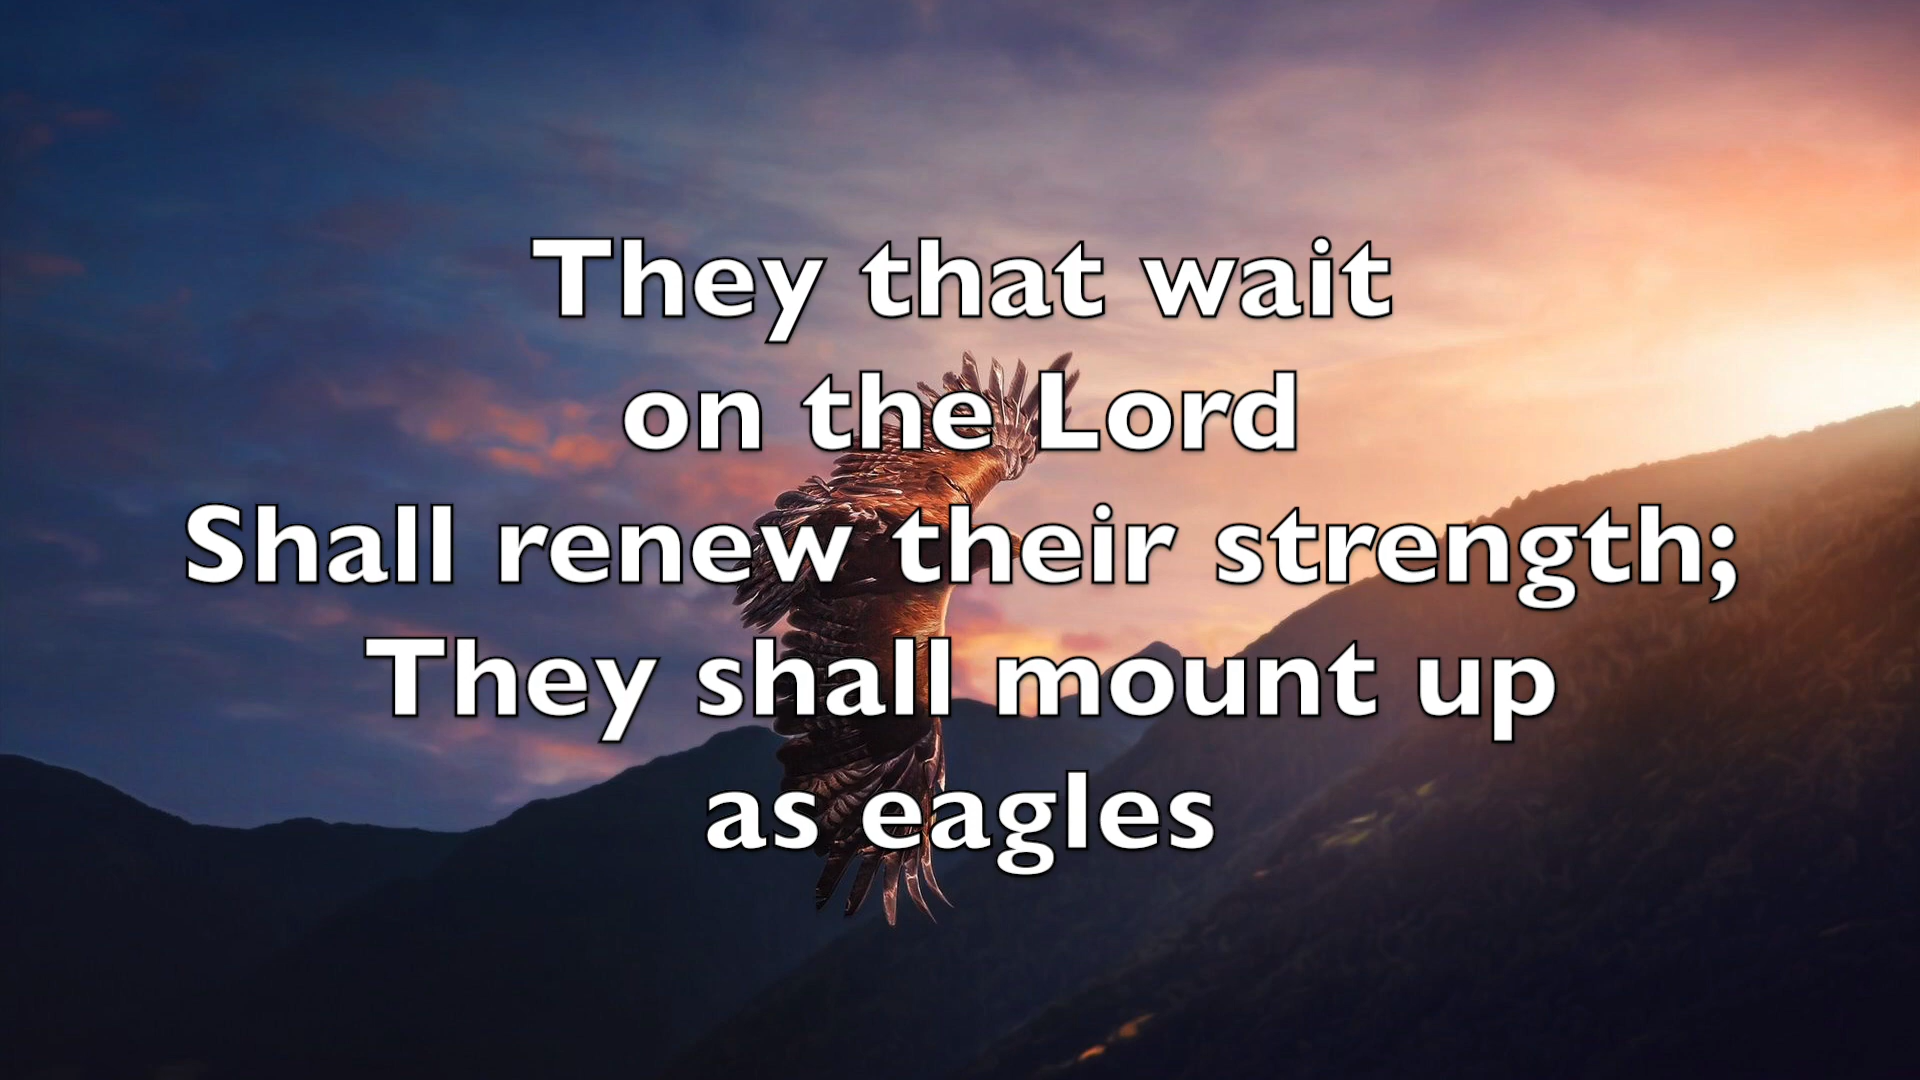 They that wait
on the Lord
Shall renew their strength;
They shall mount up
as eagles